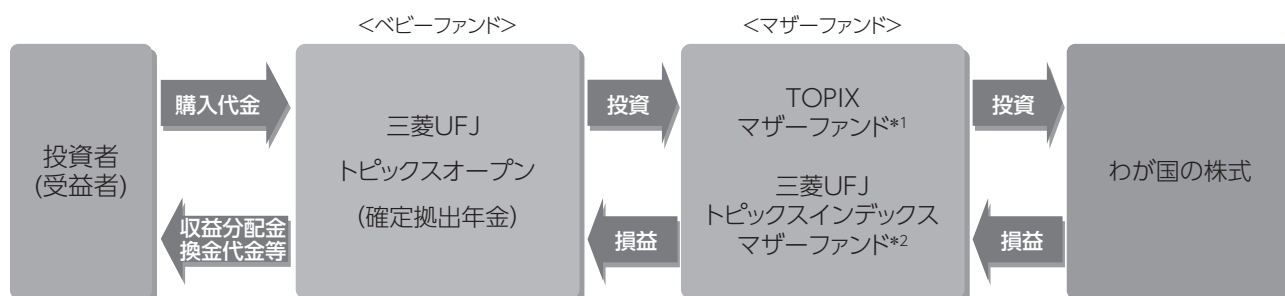 <ベビーファンド>
<マザーファンド>
投資者
(受益者)
購入代金
収益分配金
換金代金等
三菱UFJ
トピックスオープン
(確定拠出年金)
投資
損益
TOPIX
マザーファンド*1
三菱UFJ
トピックスインデックス
マザーファンド*2
投資
損益
わが国の株式